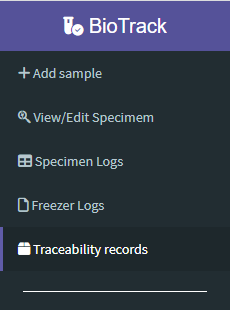 BioTrack
Add sample
View/Edit Specimem
Specimen Logs
Freezer Logs
Traceability records